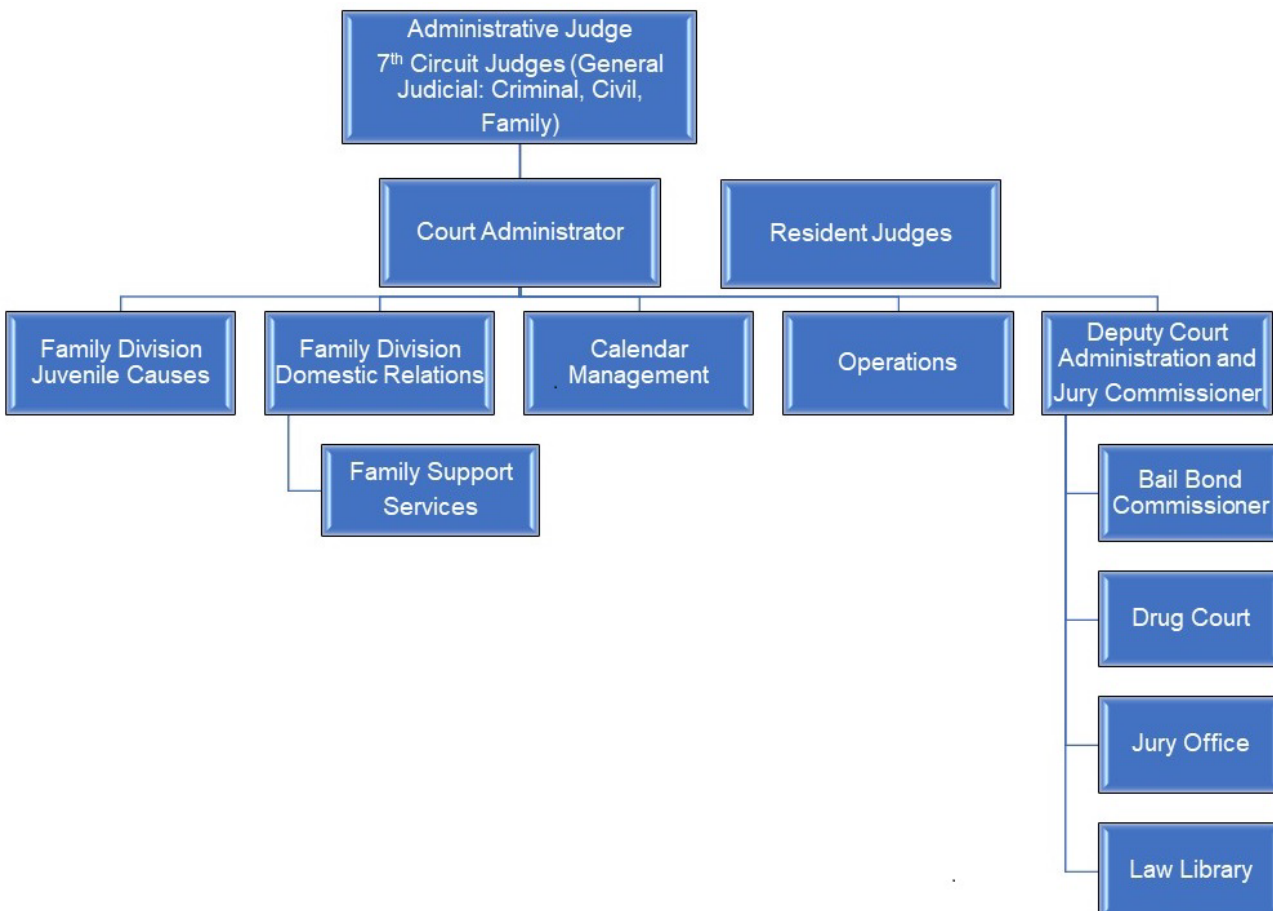 Administrative Judge
7th Circuit Judges (General
Judicial: Criminal, Civil,
Family)
Court Administrator
Resident Judges
Family Division
Juvenile Causes
Family Division
Domestic Relations
Calendar
Management
Operations
Deputy Court
Administration and
Jury Commissioner
Family Support
Services
Bail Bond
Commissioner
Drug Court
Jury Office
Law Library